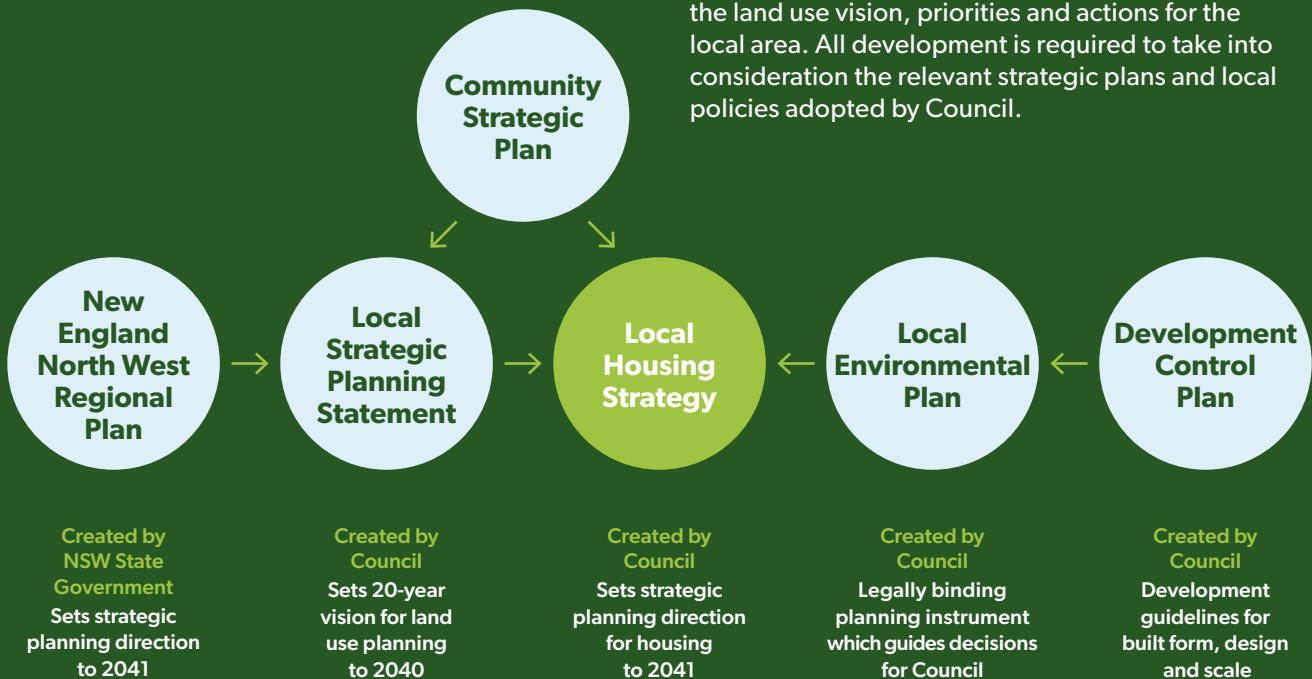 the land use vision, priorities and actions for the
local area. All development is required to take into
consideration the relevant strategic plans and local
policies adopted by Council.
Community
Strategic
Plan
New
England
North West
Regional
Plan
Local
Strategic
Planning
Statement
Local
Housing
Strategy
Local
Environmental
Plan
Development
Control
Plan
Created by
NSW State
Government
Sets strategic
planning direction
to 2041
Created by
Council
Sets 20-year
vision for land
use planning
to 2040
Created by
Council
Sets strategic
planning direction
for housing
to 2041
Created by
Council
Legally binding
planning instrument
which guides decisions
for Council
Created by
Council
Development
guidelines for
built form, design
and scale